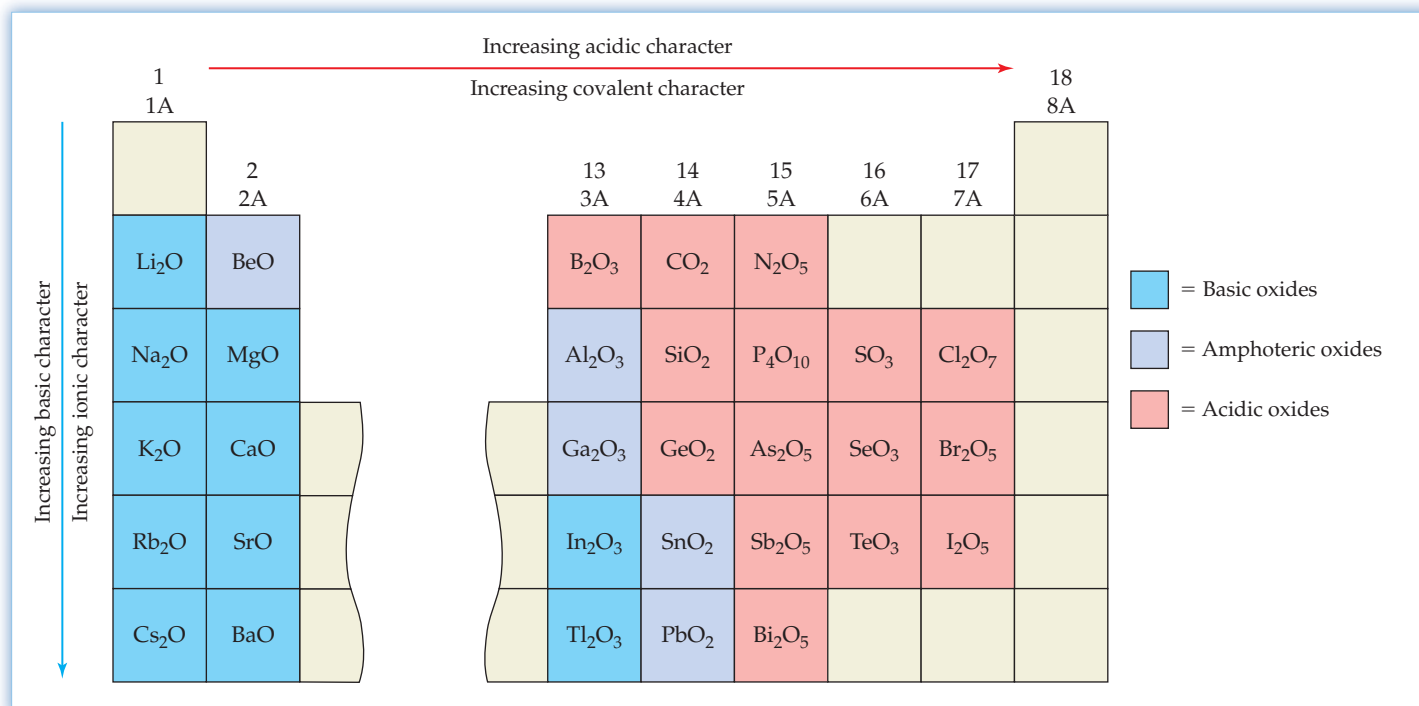 Increasing acidic character
Increasing covalent character
1
1A
18
8A
2
2A
13
3A
14
4A
15
5A
16
6A
17
7A
Increasing basic character
Increasing ionic character
Li₂O BeO B₂O₃ CO₂ N₂O₅
Na₂O MgO Al₂O₃ SiO₂ P₄O₁₀ SO₃ Cl₂O₇
K₂O CaO Ga₂O₃ GeO₂ As₂O₅ SeO₃ Br₂O₅
Rb₂O SrO In₂O₃ SnO₂ Sb₂O₅ TeO₃ I₂O₅
Cs₂O BaO Tl₂O₃ PbO₂ Bi₂O₅
= Basic oxides
= Amphoteric oxides
= Acidic oxides